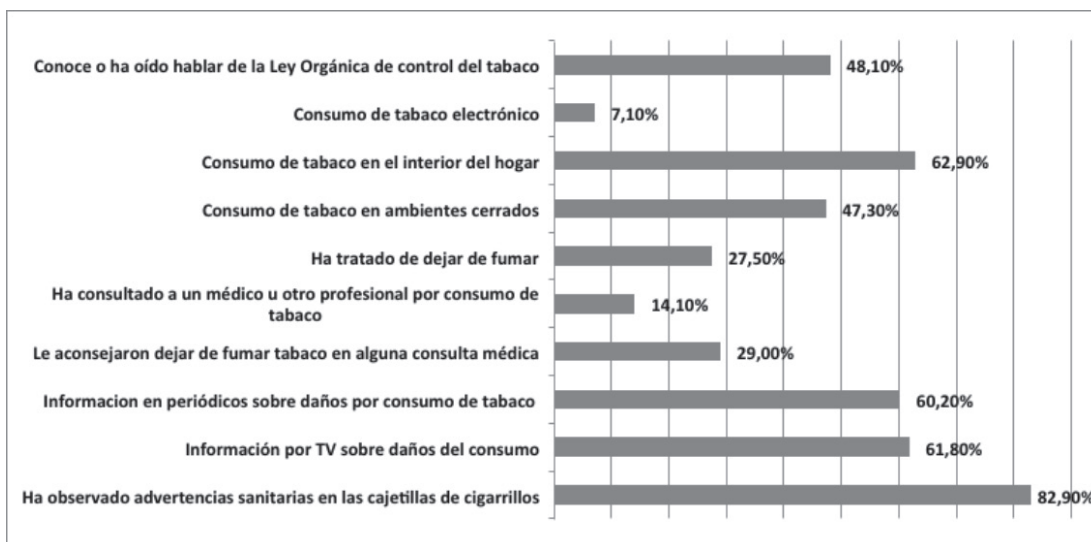 Conoce o ha oído hablar de la Ley Orgánica de control del tabaco
48,10%
Consumo de tabaco electrónico
7,10%
Consumo de tabaco en el interior del hogar
62,90%
Consumo de tabaco en ambientes cerrados
47,30%
Ha tratado de dejar de fumar
27,50%
Ha consultado a un médico u otro profesional por consumo de
tabaco
14,10%
Le aconsejaron dejar de fumar tabaco en alguna consulta médica
29,00%
Informacion en periódicos sobre daños por consumo de tabaco
60,20%
Información por TV sobre daños del consumo
61,80%
Ha observado advertencias sanitarias en las cajetillas de cigarrillos
82,90%